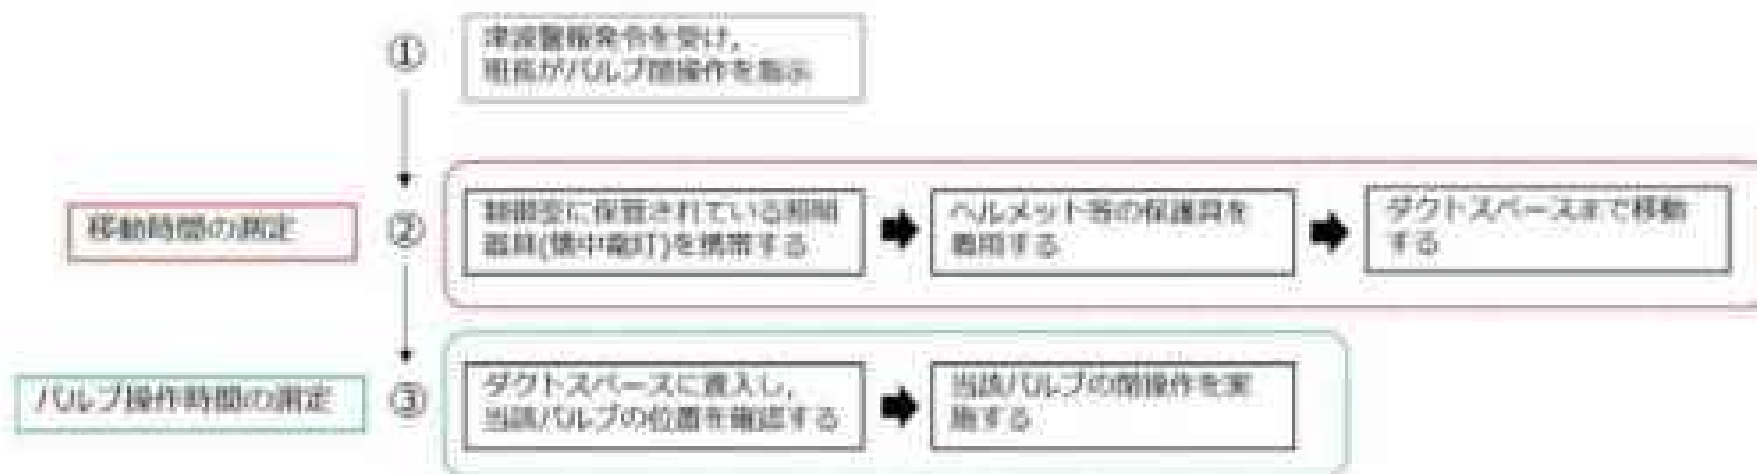 ①
津波警報発令を受け，
班長がバルブ閉操作を指示
移動時間の測定
②
制御室に保管されている照明
器具(懐中電灯)を携帯する
ヘルメット等の保護具を
着用する
ダクトスペースまで移動
する
バルブ操作時間の測定
③
ダクトスペースに進入し，
当該バルブの位置を確認する
当該バルブの閉操作を実
施する